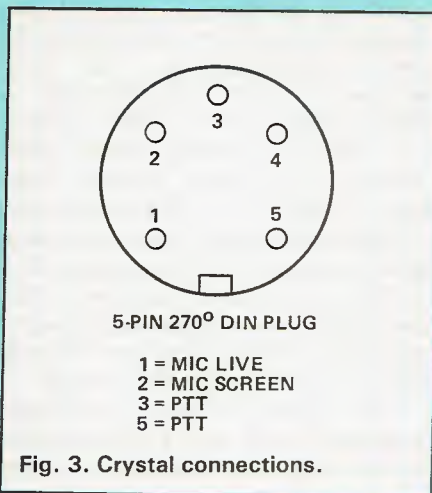 3
2 4
1 5
5-PIN 270° DIN PLUG
1 = MIC LIVE
2 = MIC SCREEN
3 = PTT
5 = PTT
Fig. 3. Crystal connections.